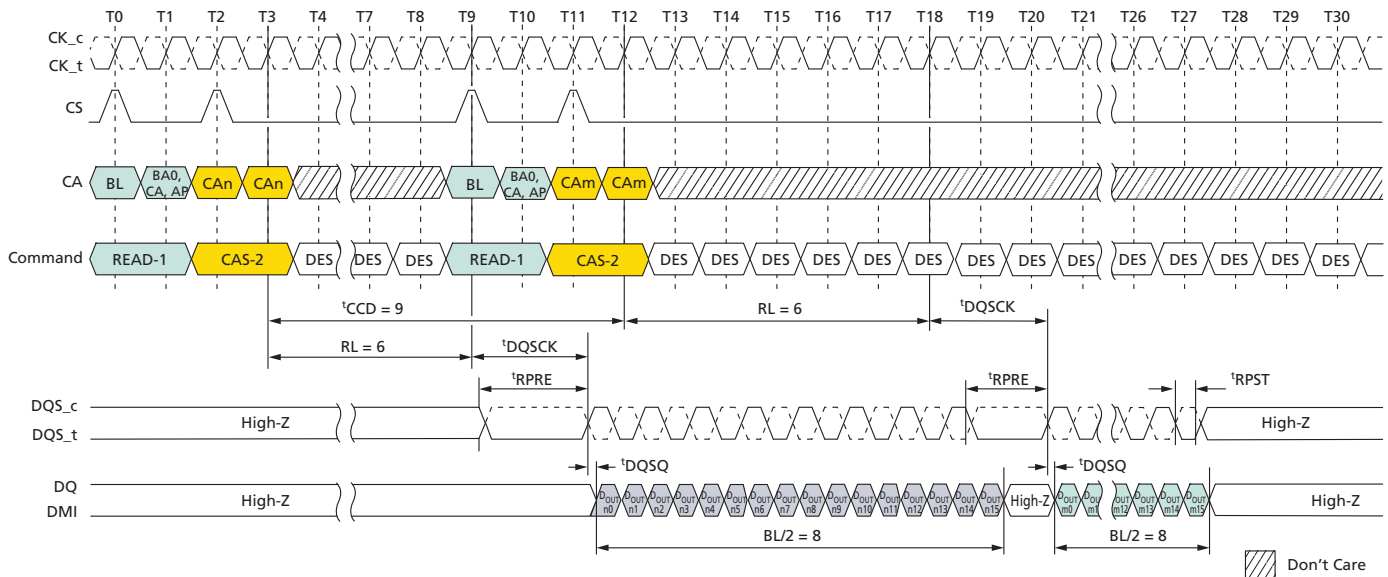 T0 T1 T2 T3 T4 T7 T8 T9 T10 T11 T12 T13 T14 T15 T16 T17 T18 T19 T20 T21 T26 T27 T28 T29 T30
CK_c
CK_t
CS
CA
BL
BA0,
CA, AP
CAn CAn
BL
BA0,
CA, AP
CAm CAm
Command
READ-1 CAS-2 DES DES DES READ-1 CAS-2 DES DES DES DES DES DES DES DES DES DES DES DES DES DES
tCCD = 9
RL = 6
tDQSCK
RL = 6
tDQSCK
tRPRE
tRPRE
tRPST
DQS_c
DQS_t
High-Z
High-Z
tDQSQ
tDQSQ
DQ
DMI
High-Z
DOUT DOUT DOUT DOUT DOUT DOUT DOUT DOUT DOUT DOUT DOUT DOUT DOUT DOUT DOUT DOUT
n0 n1 n2 n3 n4 n5 n6 n7 n8 n9 n10 n11 n12 n13 n14 n15
High-Z
DOUT DOUT DOUT DOUT DOUT DOUT
m0 m1 m12 m13 m14 m15
High-Z
BL/2 = 8
BL/2 = 8
Don't Care